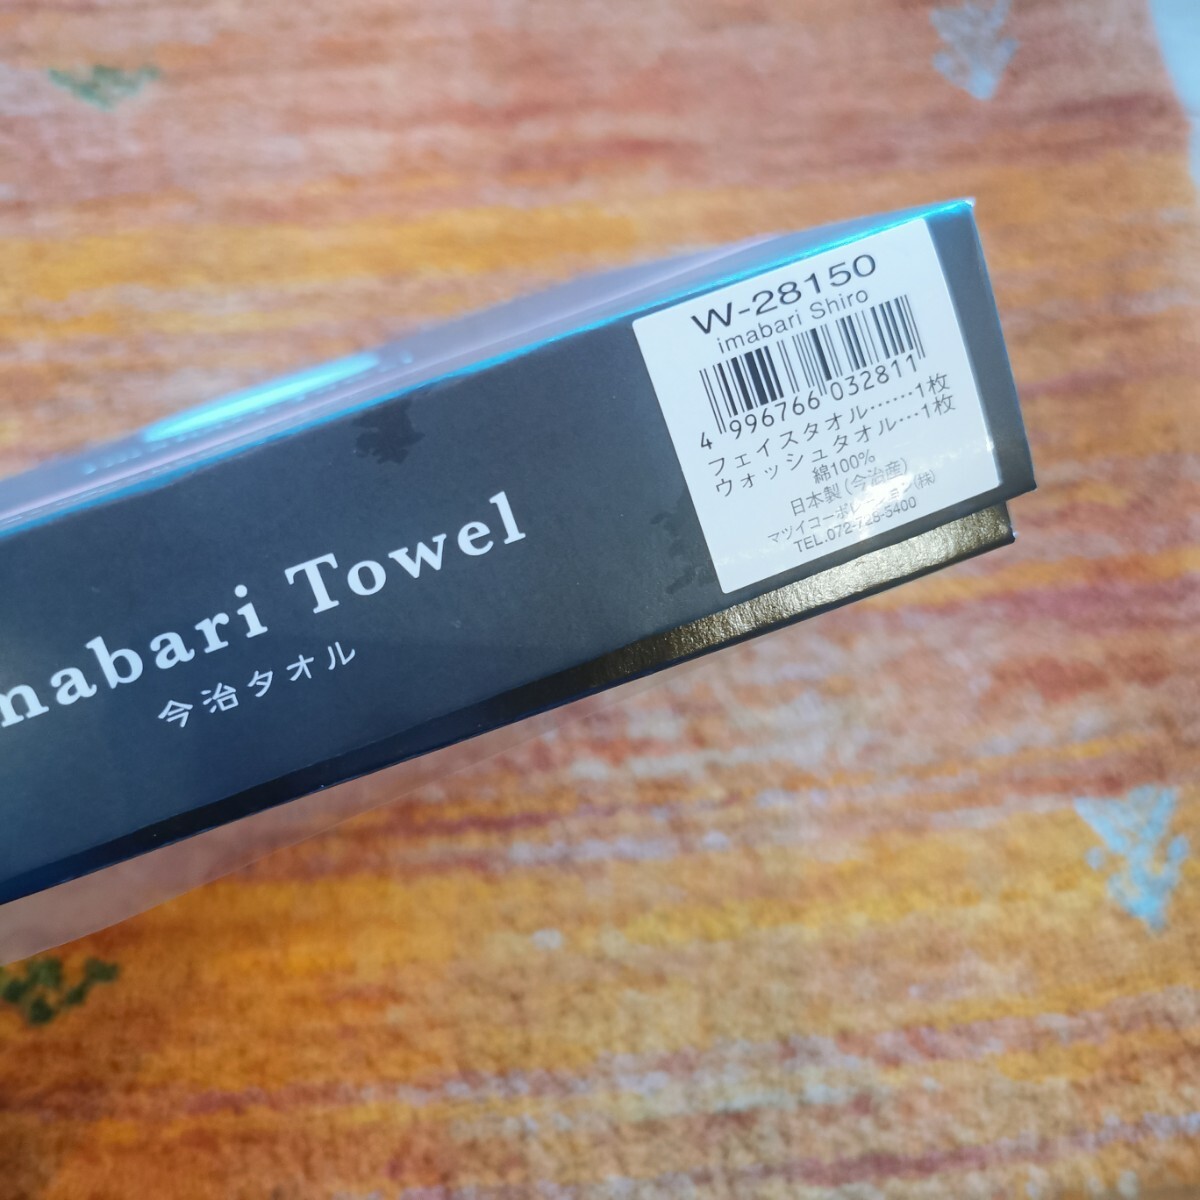 W-28150
imabari Shiro
4 996766 032811
フェイスタオル……1枚
ウォッシュタオル…1枚
綿100%
日本製(今治産)
マツイコーポレーション(株)
TEL.072-728-5400
mabari Towel
今治タオル